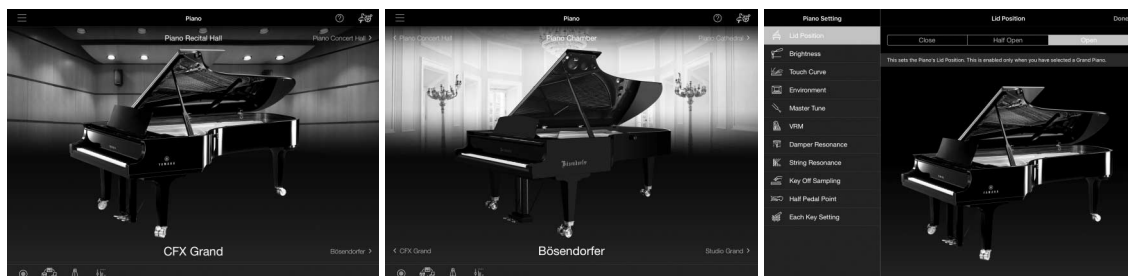 Piano
Piano Recital Hall
Piano Concert Hall >
YAMAHA
CFX Grand
Bösendorfer >
Piano
< Piano Concert Hall
Piano Chamber
Piano Cathedral >
Bösendorfer
Bösendorfer
< CFX Grand
Studio Grand >
Piano Setting
Lid Position
Brightness
Touch Curve
Environment
Master Tune
VRM
Damper Resonance
String Resonance
Key Off Sampling
Half Pedal Point
Each Key Setting
Lid Position
Done
Close
Half Open
Open
This sets the Piano's Lid Position. This is enabled only when you have selected a Grand Piano.
YAMAHA